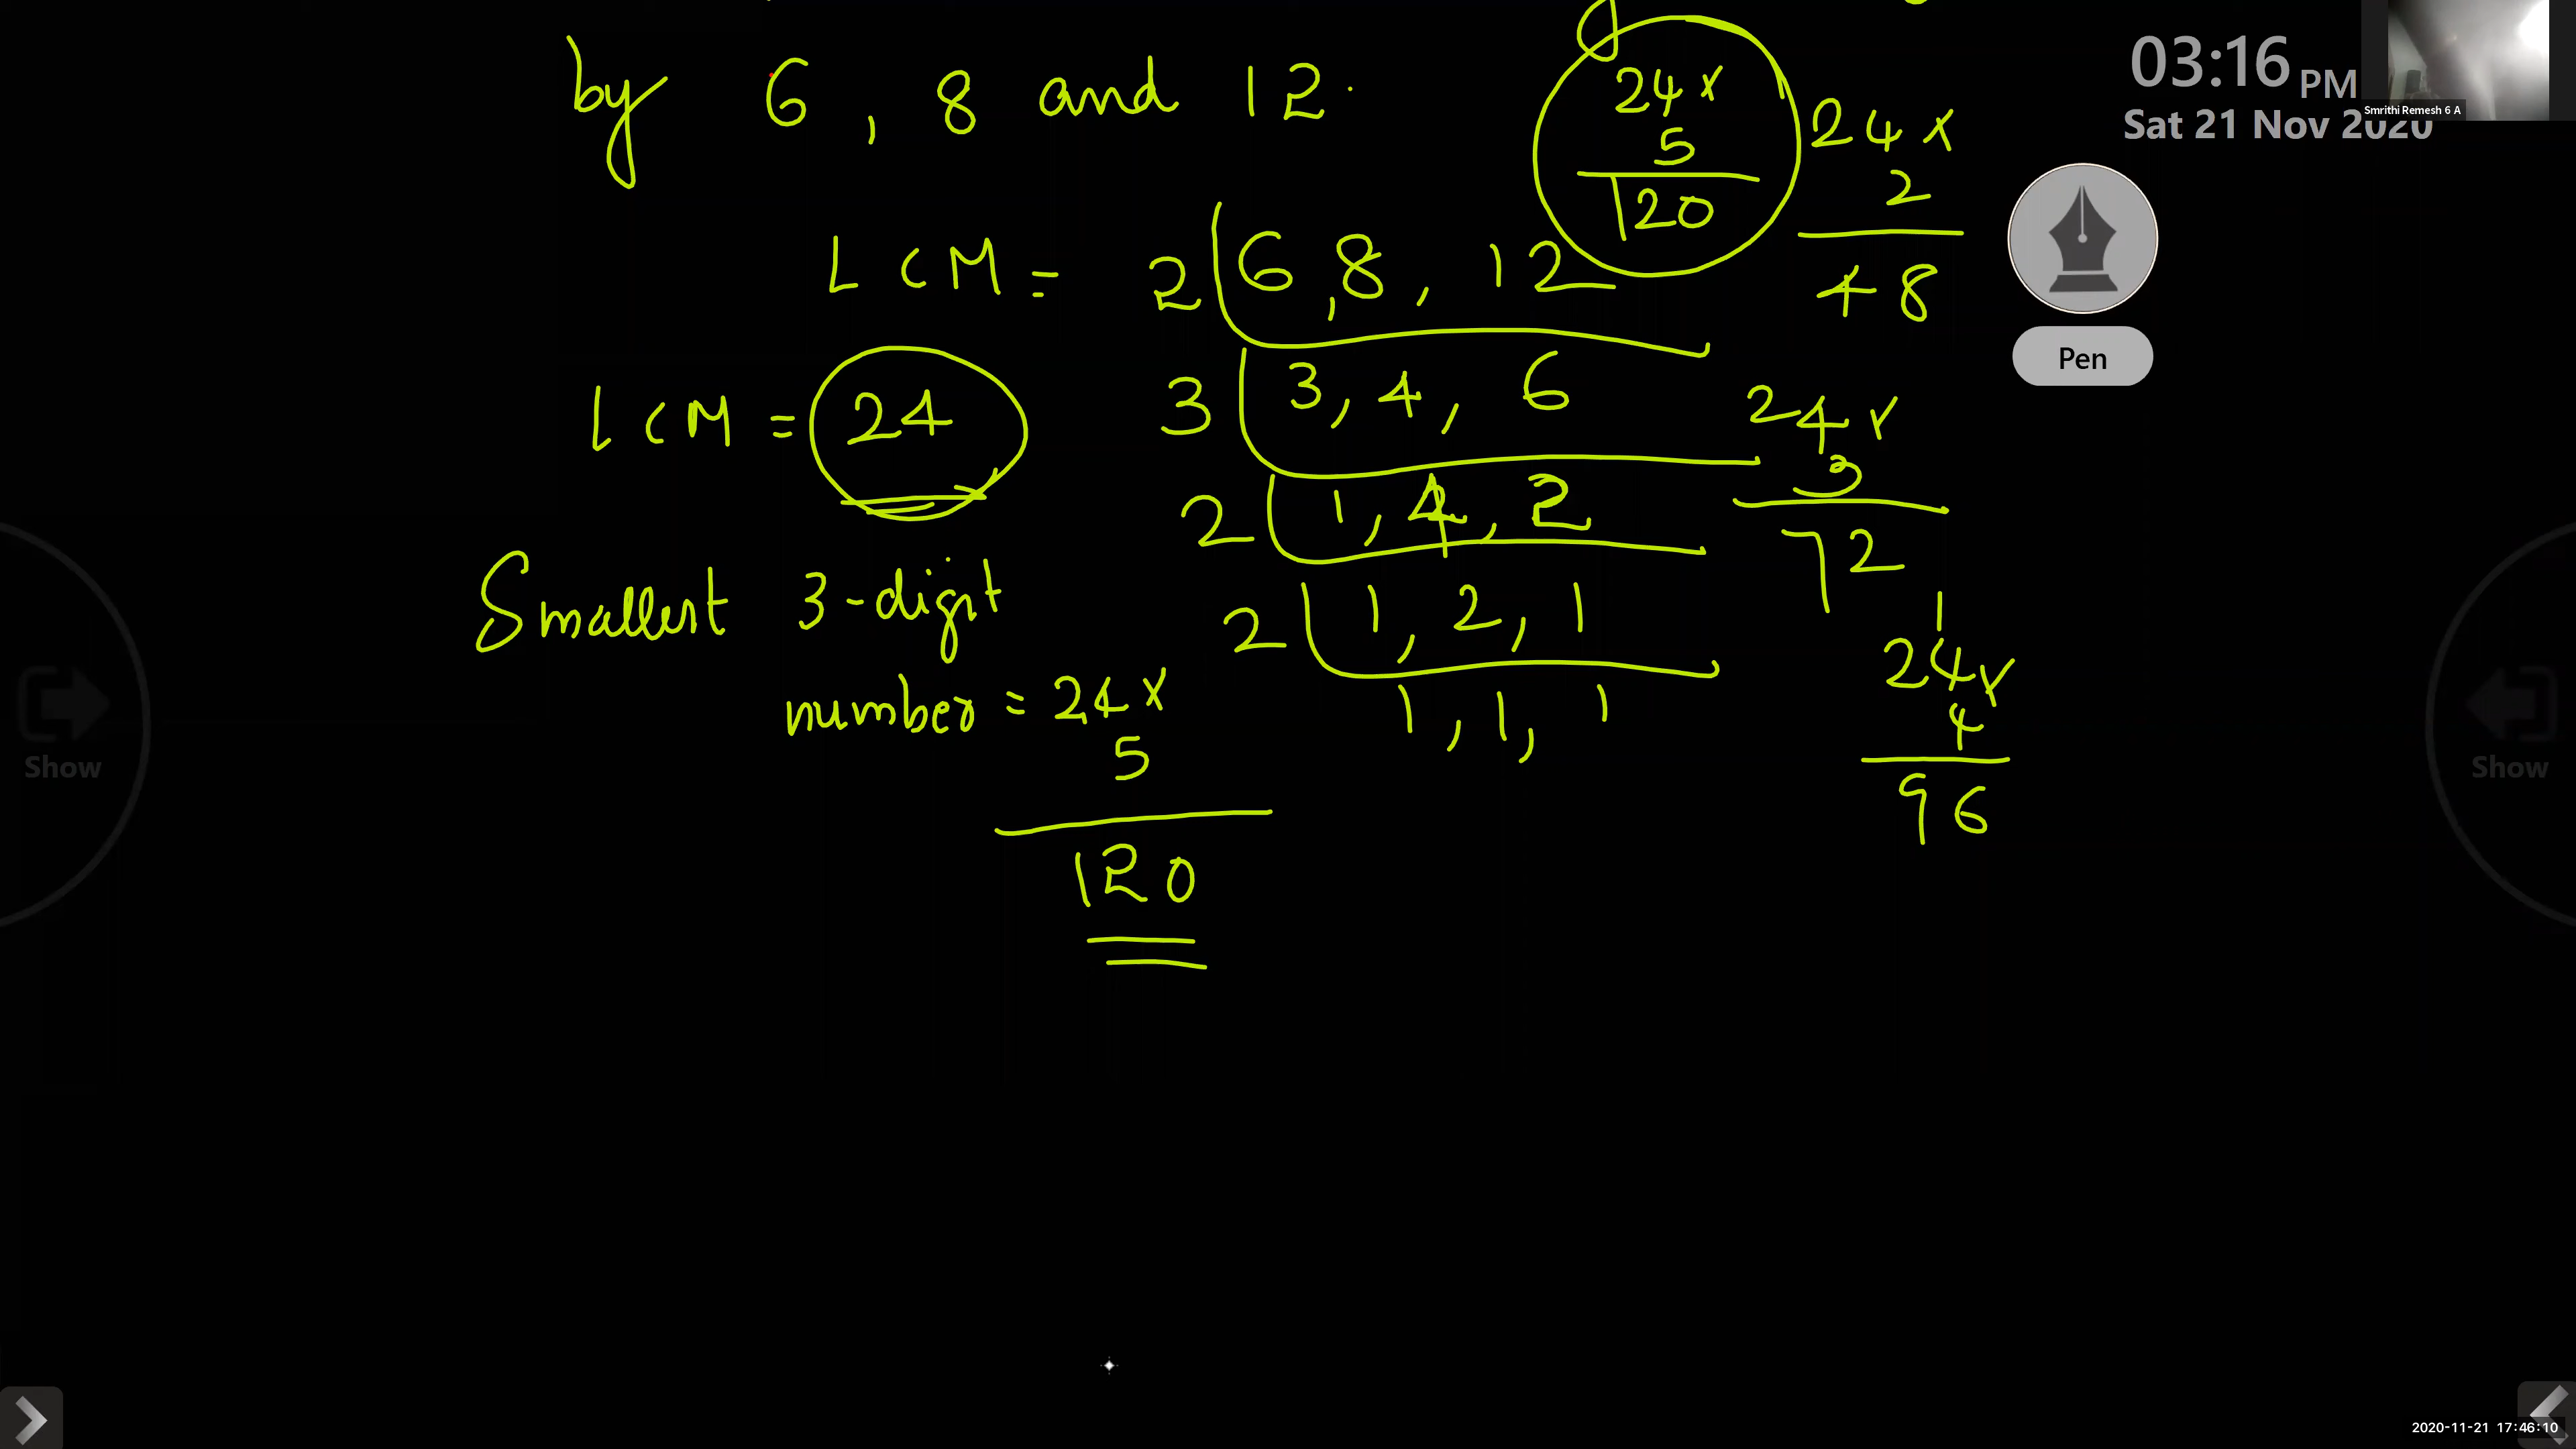 by 6, 8 and 12.
24 x
5
120
24 x
2
48
LCM = 2 | 6, 8, 12
3 | 3, 4, 6
2 | 1, 4, 2
2 | 1, 2, 1
1, 1, 1
LCM = 24
24 x
3
72
1
24 x
4
96
Smallest 3-digit
number = 24 x
5
120
03:16 PM
Sat 21 Nov 2020
Smrithi Remesh 6 A
Pen
Show
Show
2020-11-21 17:46:10